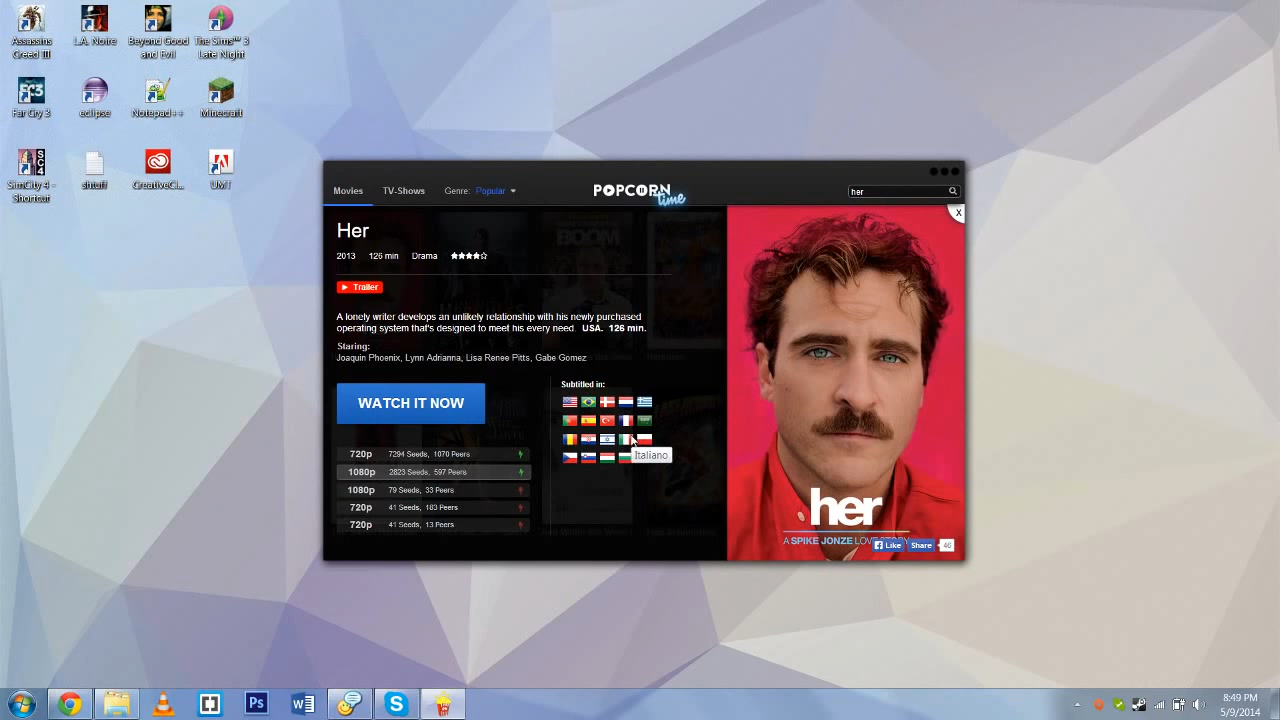 Assassins
Creed III
L.A. Noire
Beyond Good
and Evil
The Sims™ 3
Late Night
FC3
Far Cry 3
eclipse
Notepad++
Minecraft
SC4
SimCity 4 -
Shortcut
shtuff
CreativeCl...
UMT
Movies
TV-Shows
Genre: Popular
POPCORN
Time
her
X
Her
2013 126 min Drama
Trailer
A lonely writer develops an unlikely relationship with his newly purchased
operating system that's designed to meet his every need. USA. 126 min.
Staring:
Joaquin Phoenix, Lynn Adrianna, Lisa Renee Pitts, Gabe Gomez
WATCH IT NOW
720p 7294 Seeds, 1070 Peers
1080p 2823 Seeds, 597 Peers
1080p 79 Seeds, 33 Peers
720p 41 Seeds, 183 Peers
720p 41 Seeds, 13 Peers
Subtitled in:
Italiano
BOOM
her
A SPIKE JONZE LOVE STORY
Like Share 46
Ps
W
S
8:49 PM
5/9/2014